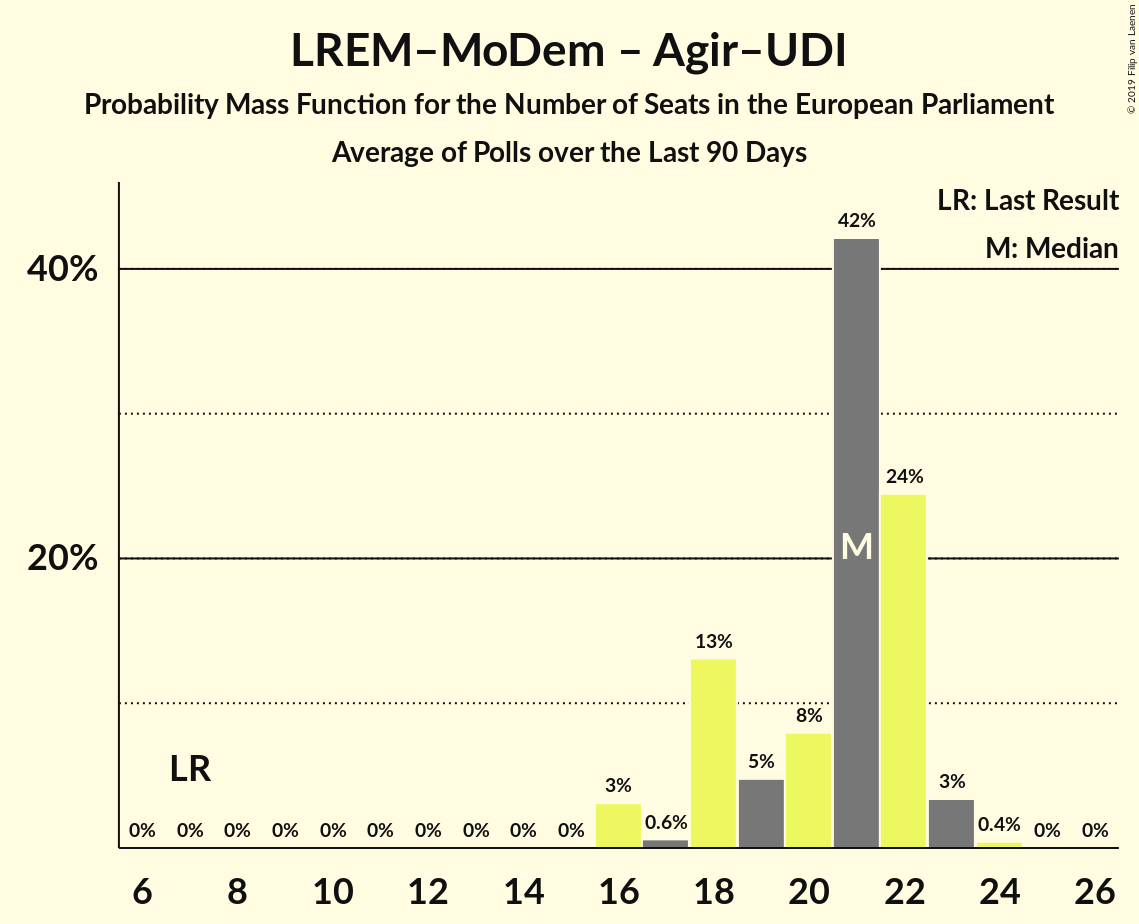 LREM–MoDem – Agir–UDI
Probability Mass Function for the Number of Seats in the European Parliament
Average of Polls over the Last 90 Days
© 2019 Filip van Laenen
LR: Last Result
M: Median
42%
40%
24%
M
20%
13%
8%
LR
5%
3%
3%
0.6%
0.4%
0% 0% 0% 0% 0% 0% 0% 0% 0% 0% 0% 0%
6 8 10 12 14 16 18 20 22 24 26